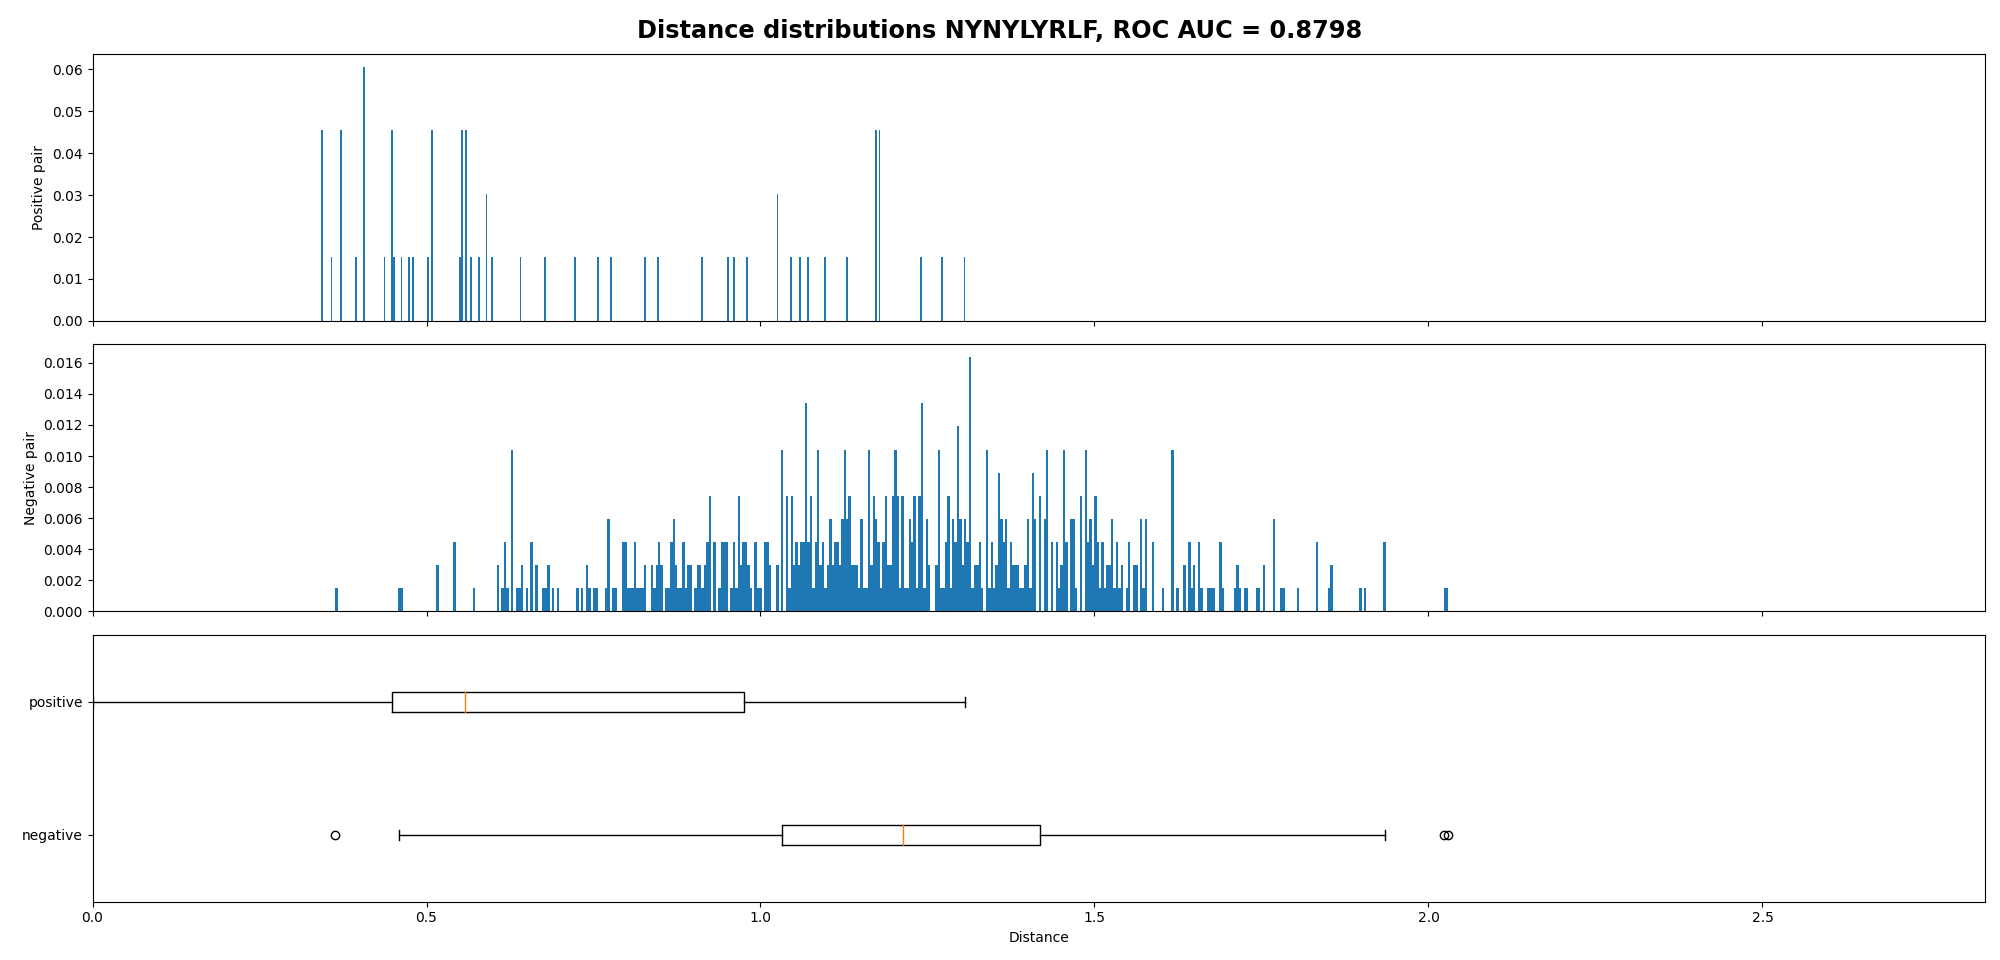 Distance distributions NYNYLYRLF, ROC AUC = 0.8798
0.06
0.05
0.04
0.03
0.02
0.01
0.00
Positive pair
0.016
0.014
0.012
0.010
0.008
0.006
0.004
0.002
0.000
Negative pair
positive
negative
0.0 0.5 1.0 1.5 2.0 2.5
Distance